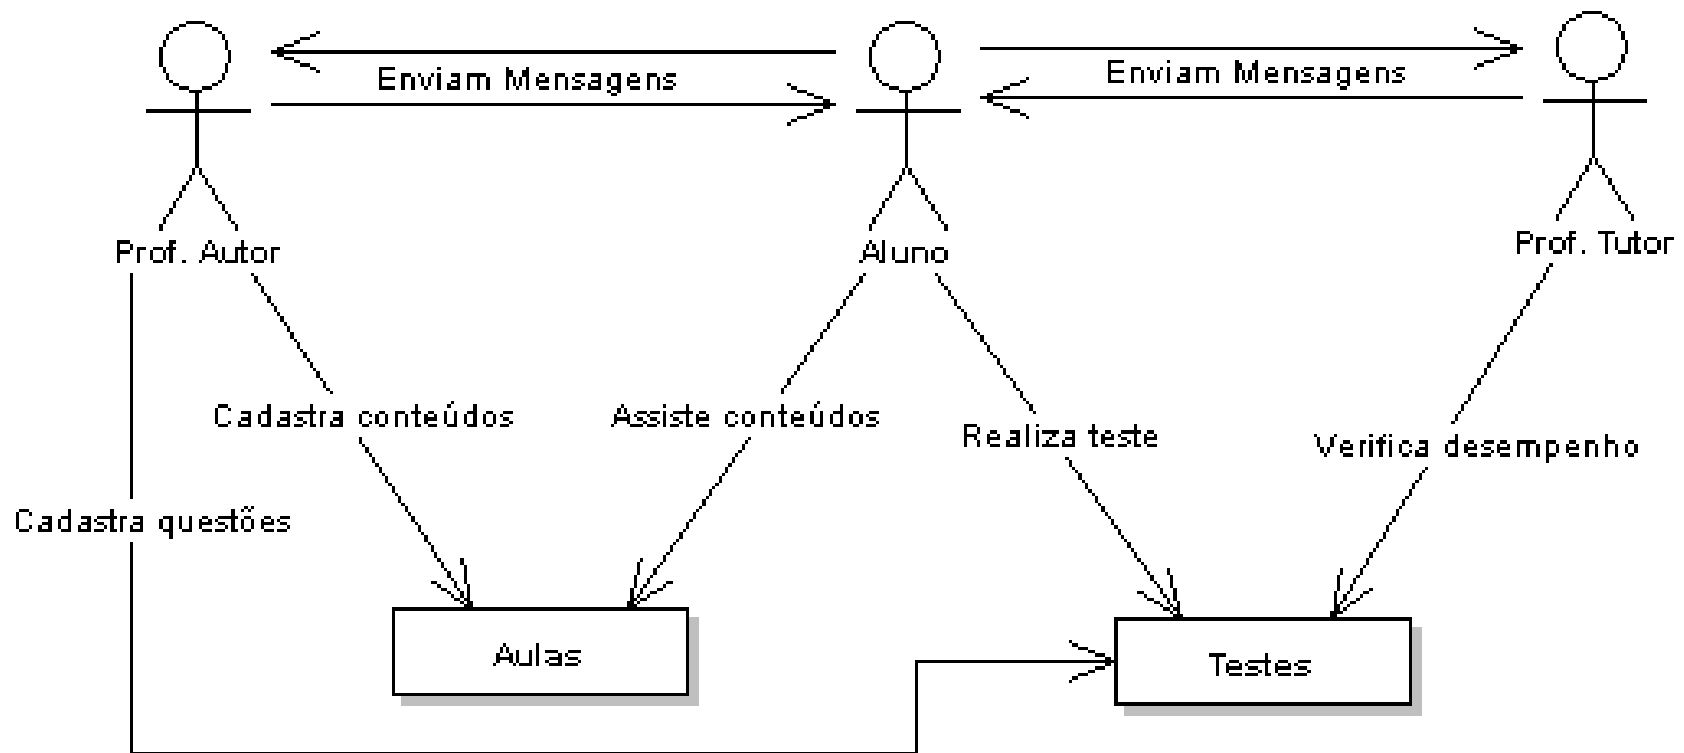 Enviam Mensagens
Enviam Mensagens
Prof. Autor
Aluno
Prof. Tutor
Cadastra conteúdos
Assiste conteúdos
Realiza teste
Verifica desempenho
Cadastra questões
Aulas
Testes